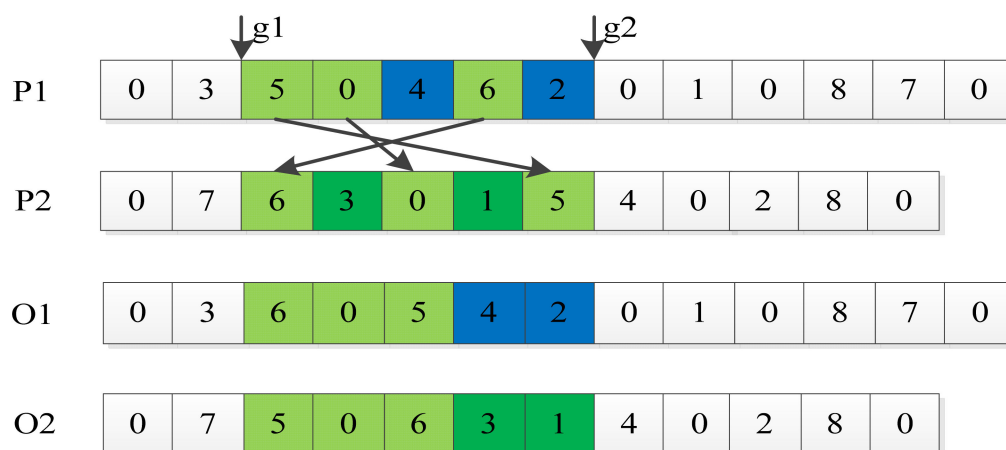 g1 g2
P1 0 3 5 0 4 6 2 0 1 0 8 7 0
P2 0 7 6 3 0 1 5 4 0 2 8 0
O1 0 3 6 0 5 4 2 0 1 0 8 7 0
O2 0 7 5 0 6 3 1 4 0 2 8 0